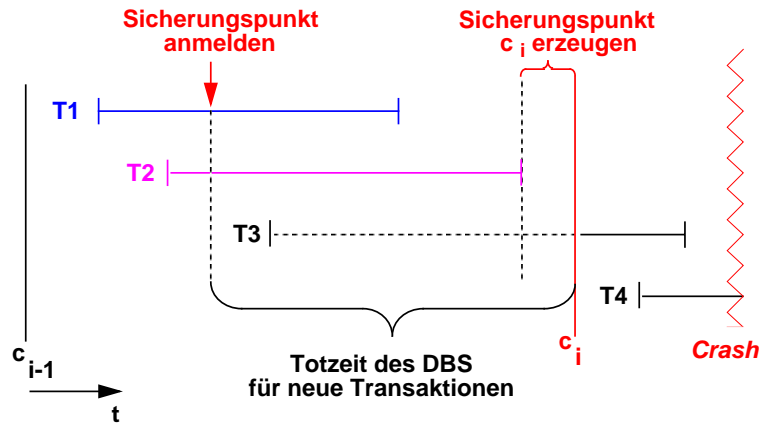 Sicherungspunkt
anmelden
Sicherungspunkt
c i erzeugen
T1
T2
T3
T4
c i-1
t
Totzeit des DBS
für neue Transaktionen
c i
Crash